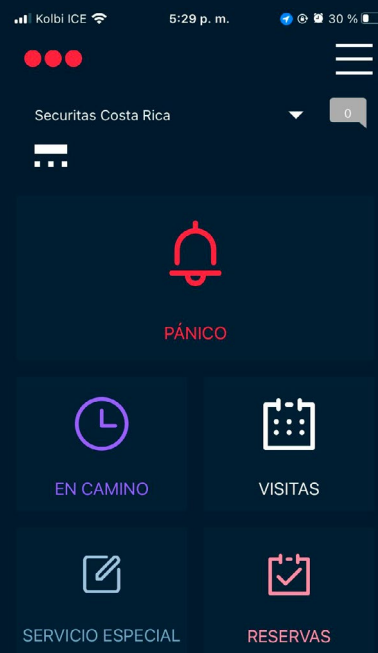 Kolbi ICE 5:29 p. m. 30 %
Securitas Costa Rica 0
PÁNICO
EN CAMINO VISITAS
SERVICIO ESPECIAL RESERVAS